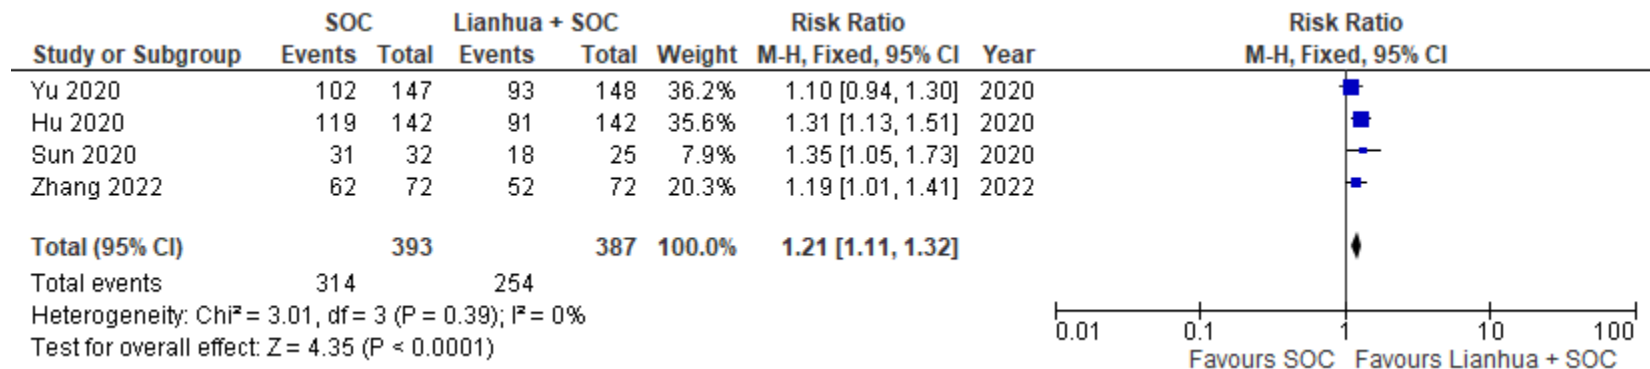 SOC Lianhua + SOC Risk Ratio Risk Ratio
Study or Subgroup Events Total Events Total Weight M-H, Fixed, 95% CI Year M-H, Fixed, 95% CI
Yu 2020 102 147 93 148 36.2% 1.10 [0.94, 1.30] 2020
Hu 2020 119 142 91 142 35.6% 1.31 [1.13, 1.51] 2020
Sun 2020 31 32 18 25 7.9% 1.35 [1.05, 1.73] 2020
Zhang 2022 62 72 52 72 20.3% 1.19 [1.01, 1.41] 2022
Total (95% CI) 393 387 100.0% 1.21 [1.11, 1.32]
Total events 314 254
Heterogeneity: Chi² = 3.01, df = 3 (P = 0.39); I² = 0%
Test for overall effect: Z = 4.35 (P < 0.0001)
0.01 0.1 1 10 100
Favours SOC Favours Lianhua + SOC